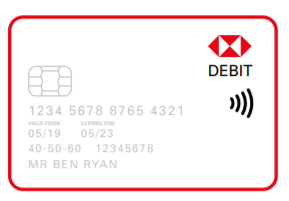 DEBIT
1234 5678 8765 4321
VALID FROM EXPIRES END
05/19 05/23
40-50-60 12345678
MR BEN RYAN